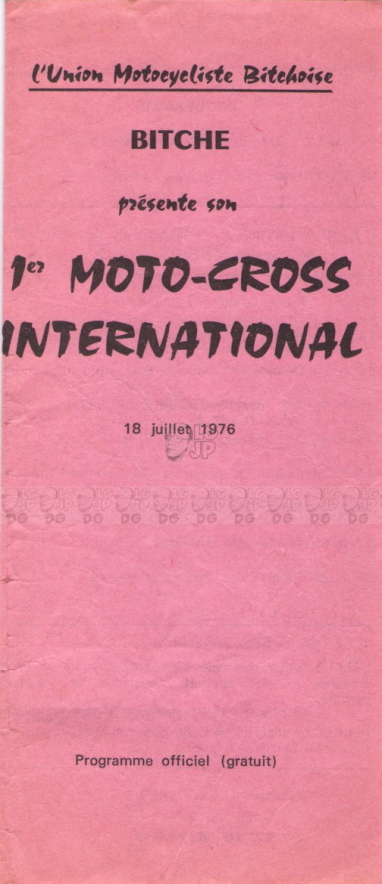 l'Union Motocycliste Bitchoise
BITCHE
présente son
1er MOTO-CROSS
INTERNATIONAL
18 juillet 1976
Programme officiel (gratuit)